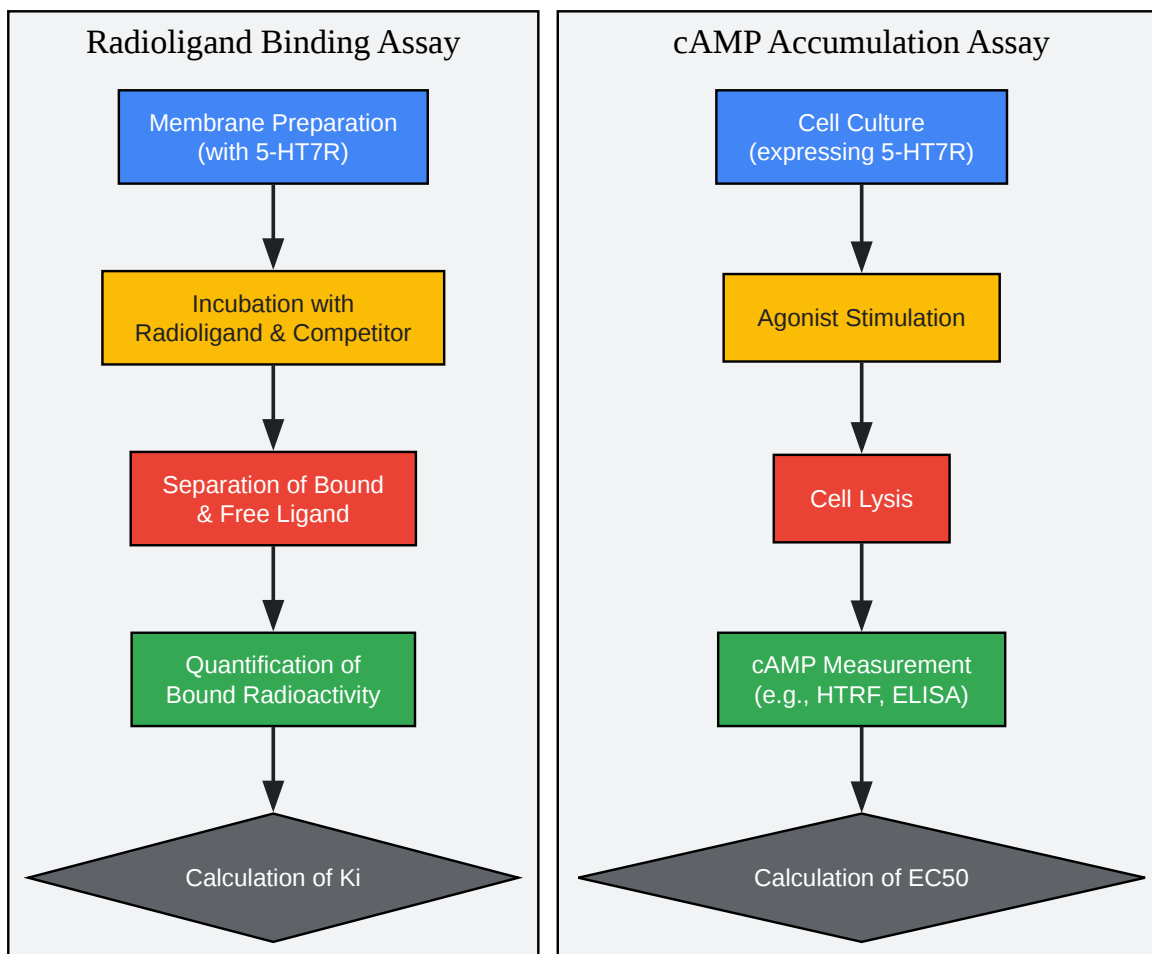 Radioligand Binding Assay
Membrane Preparation
(with 5-HT7R)
Incubation with
Radioligand & Competitor
Separation of Bound
& Free Ligand
Quantification of
Bound Radioactivity
Calculation of Ki
cAMP Accumulation Assay
Cell Culture
(expressing 5-HT7R)
Agonist Stimulation
Cell Lysis
cAMP Measurement
(e.g., HTRF, ELISA)
Calculation of EC50